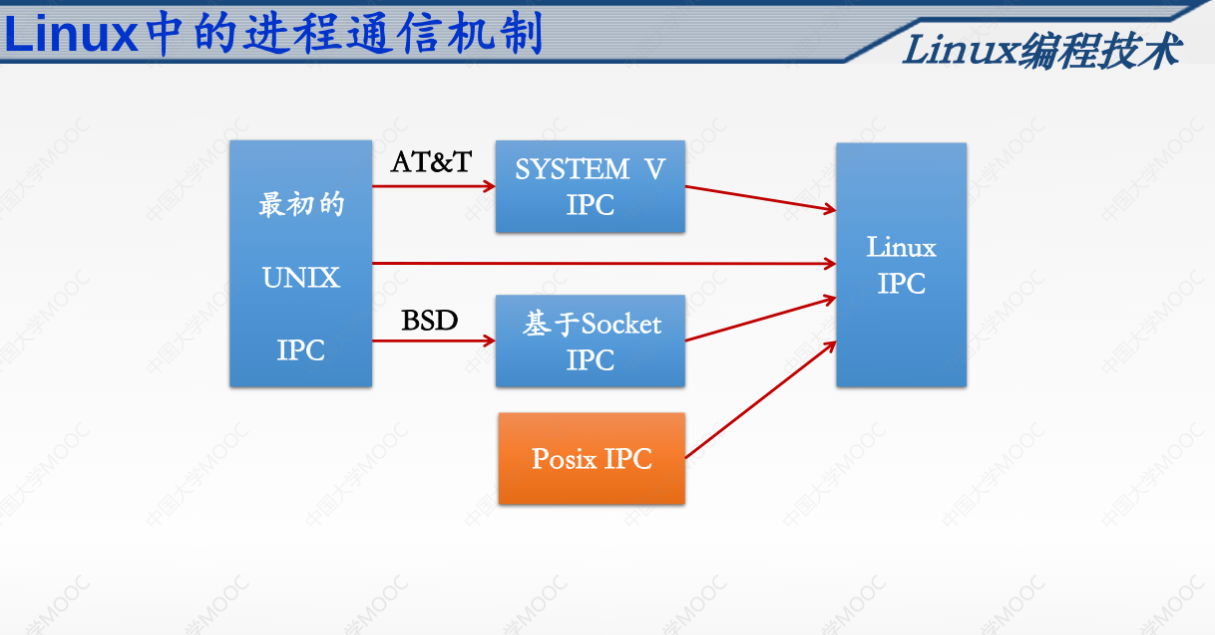 Linux中的进程通信机制
Linux编程技术
最初的
UNIX
IPC
AT&T
SYSTEM V
IPC
BSD
基于Socket
IPC
Posix IPC
Linux
IPC
中国大学MOOC